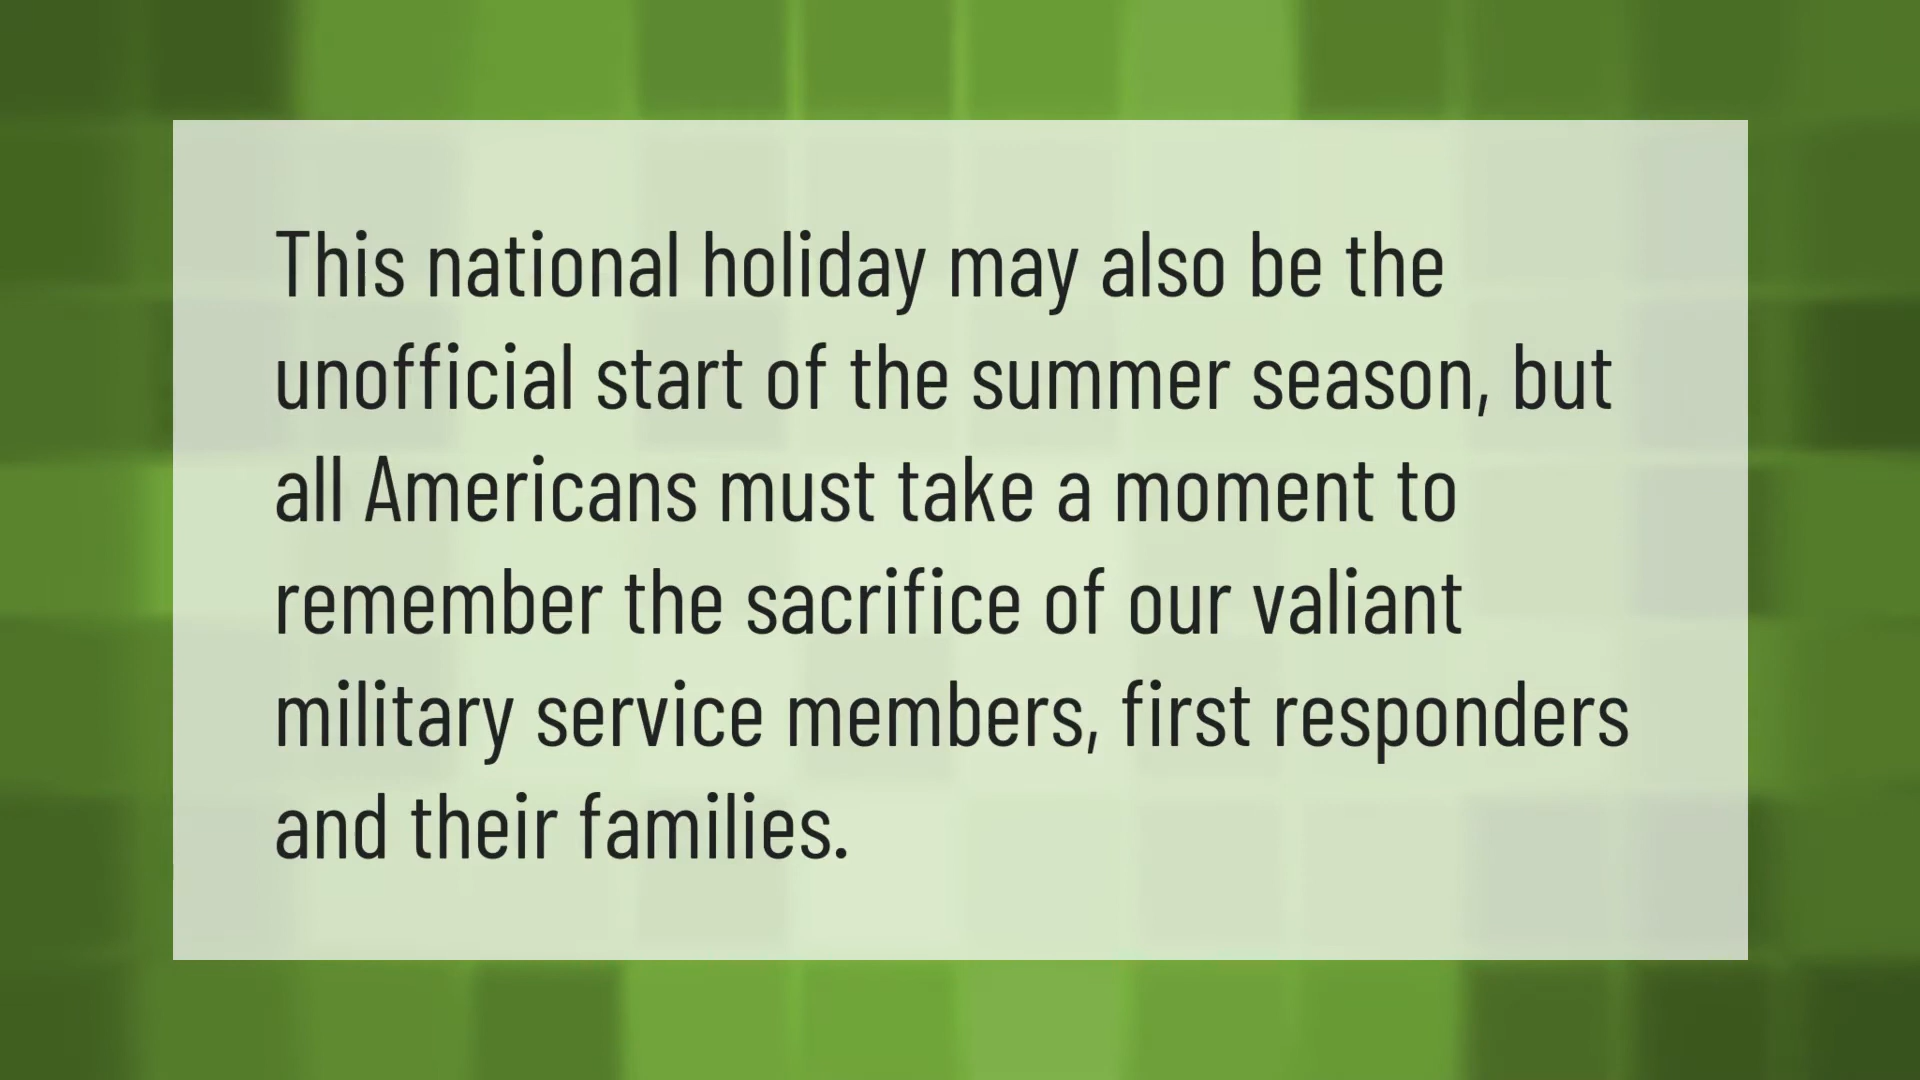 This national holiday may also be the
unofficial start of the summer season, but
all Americans must take a moment to
remember the sacrifice of our valiant
military service members, first responders
and their families.